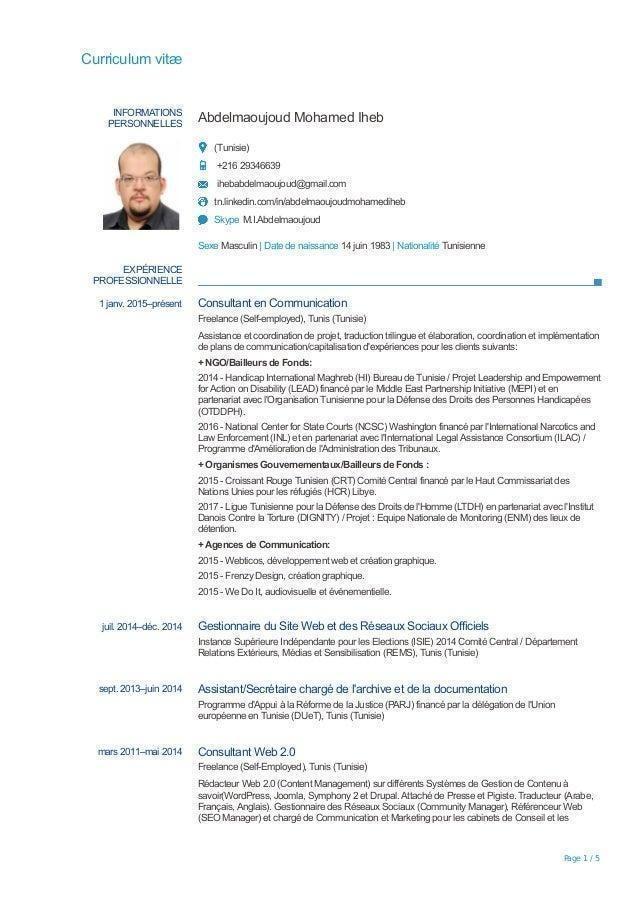 Curriculum vitæ
INFORMATIONS
PERSONNELLES
Abdelmaoujoud Mohamed Iheb
(Tunisie)
+216 29346639
ihebabdelmaoujoud@gmail.com
tn.linkedin.com/in/abdelmaoujoudmohamediheb
Skype M.I.Abdelmaoujoud
Sexe Masculin | Date de naissance 14 juin 1983 | Nationalité Tunisienne
EXPÉRIENCE
PROFESSIONNELLE
1 janv. 2015–présent
Consultant en Communication
Freelance (Self-employed), Tunis (Tunisie)
Assistance et coordination de projet, traduction trilingue et élaboration, coordination et implémentation
de plans de communication/capitalisation d'expériences pour les clients suivants:
+ NGO/Bailleurs de Fonds:
2014 - Handicap International Maghreb (HI) Bureau de Tunisie / Projet Leadership and Empowerment
for Action on Disability (LEAD) financé par le Middle East Partnership Initiative (MEPI) et en
partenariat avec l'Organisation Tunisienne pour la Défense des Droits des Personnes Handicapées
(OTDDPH).
2016 - National Center for State Courts (NCSC) Washington financé par l'International Narcotics and
Law Enforcement (INL) et en partenariat avec l'International Legal Assistance Consortium (ILAC) /
Programme d'Amélioration de l'Administration des Tribunaux.
+ Organismes Gouvernementaux/Bailleurs de Fonds :
2015 - Croissant Rouge Tunisien (CRT) Comité Central financé par le Haut Commissariat des
Nations Unies pour les réfugiés (HCR) Libye.
2017 - Ligue Tunisienne pour la Défense des Droits de l'Homme (LTDH) en partenariat avec l'Institut
Danois Contre la Torture (DIGNITY) / Projet : Equipe Nationale de Monitoring (ENM) des lieux de
détention.
+ Agences de Communication:
2015 - Webticos, développement web et création graphique.
2015 - Frenzy Design, création graphique.
2015 - We Do It, audiovisuelle et événementielle.
juil. 2014–déc. 2014
Gestionnaire du Site Web et des Réseaux Sociaux Officiels
Instance Supérieure Indépendante pour les Elections (ISIE) 2014 Comité Central / Département
Relations Extérieurs, Médias et Sensibilisation (REMS), Tunis (Tunisie)
sept. 2013–juin 2014
Assistant/Secrétaire chargé de l'archive et de la documentation
Programme d'Appui à la Réforme de la Justice (PARJ) financé par la délégation de l'Union
européenne en Tunisie (DUeT), Tunis (Tunisie)
mars 2011–mai 2014
Consultant Web 2.0
Freelance (Self-Employed), Tunis (Tunisie)
Rédacteur Web 2.0 (Content Management) sur différents Systèmes de Gestion de Contenu à
savoir(WordPress, Joomla, Symphony 2 et Drupal. Attaché de Presse et Pigiste. Traducteur (Arabe,
Français, Anglais). Gestionnaire des Réseaux Sociaux (Community Manager), Référenceur Web
(SEO Manager) et chargé de Communication et Marketing pour les cabinets de Conseil et les
Page 1 / 5